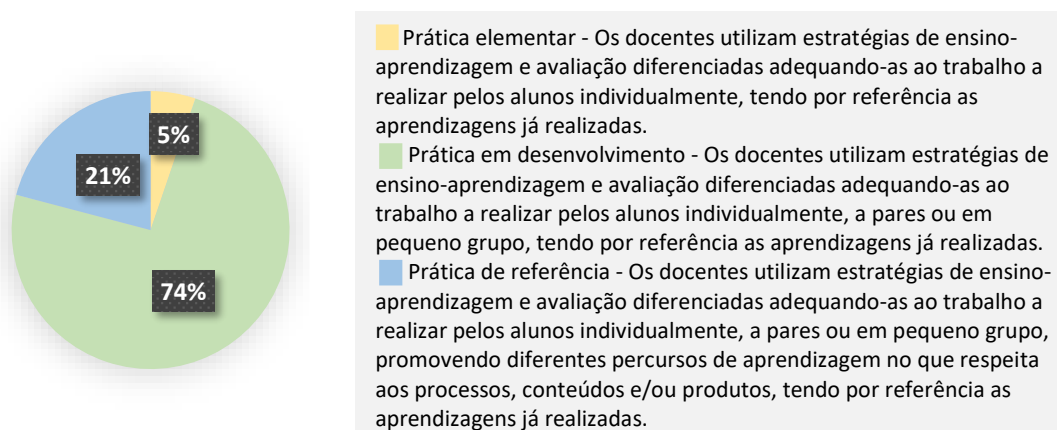 5%
21%
74%
Prática elementar - Os docentes utilizam estratégias de ensino-
aprendizagem e avaliação diferenciadas adequando-as ao trabalho a
realizar pelos alunos individualmente, tendo por referência as
aprendizagens já realizadas.
Prática em desenvolvimento - Os docentes utilizam estratégias de
ensino-aprendizagem e avaliação diferenciadas adequando-as ao
trabalho a realizar pelos alunos individualmente, a pares ou em
pequeno grupo, tendo por referência as aprendizagens já realizadas.
Prática de referência - Os docentes utilizam estratégias de ensino-
aprendizagem e avaliação diferenciadas adequando-as ao trabalho a
realizar pelos alunos individualmente, a pares ou em pequeno grupo,
promovendo diferentes percursos de aprendizagem no que respeita
aos processos, conteúdos e/ou produtos, tendo por referência as
aprendizagens já realizadas.